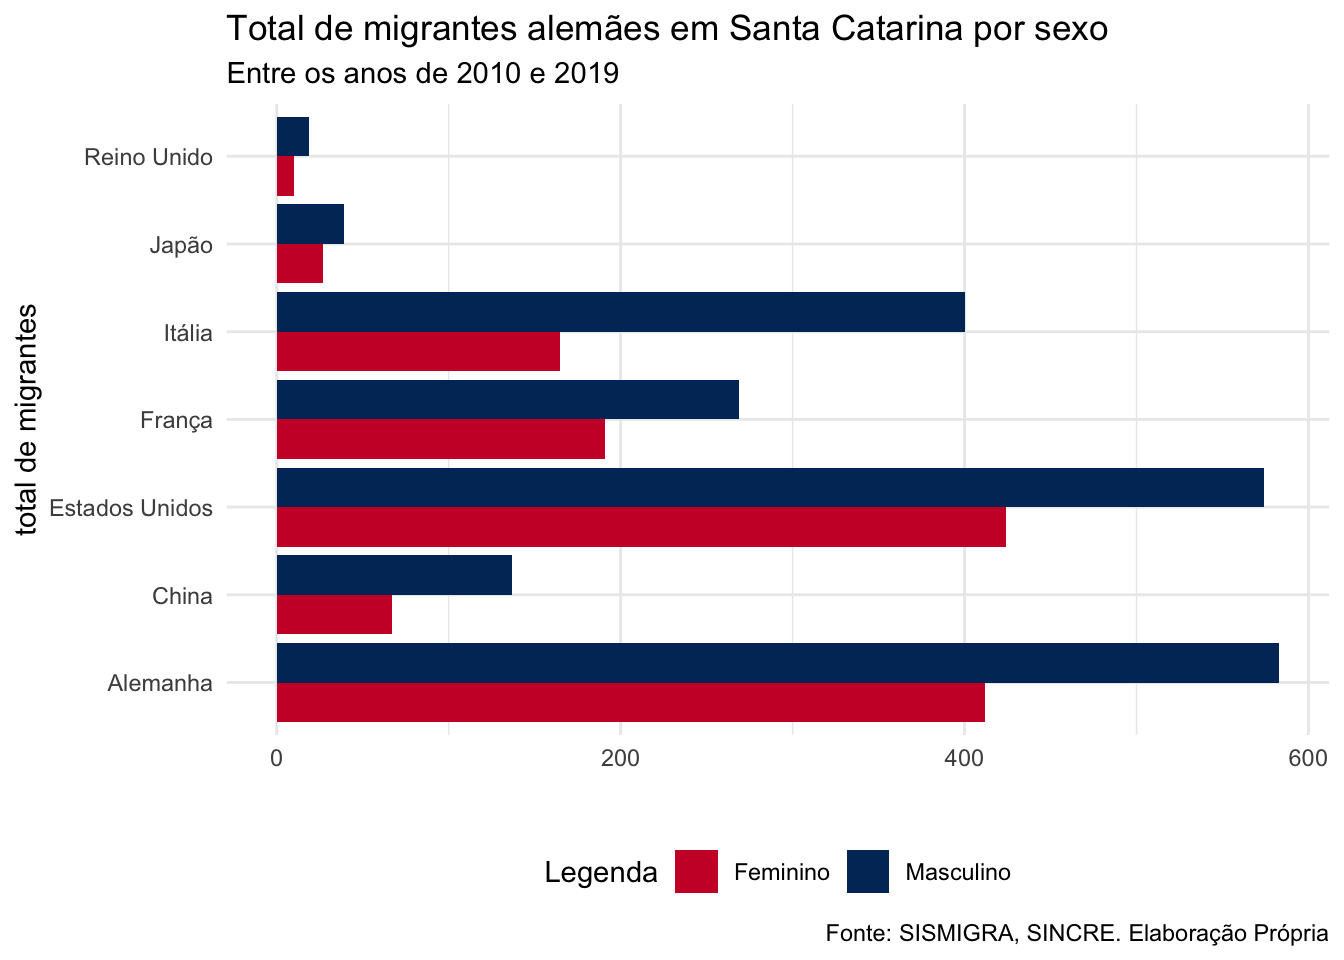 Total de migrantes alemães em Santa Catarina por sexo
Entre os anos de 2010 e 2019
total de migrantes
Reino Unido
Japão
Itália
França
Estados Unidos
China
Alemanha
0 200 400 600
Legenda Feminino Masculino
Fonte: SISMIGRA, SINCRE. Elaboração Própria